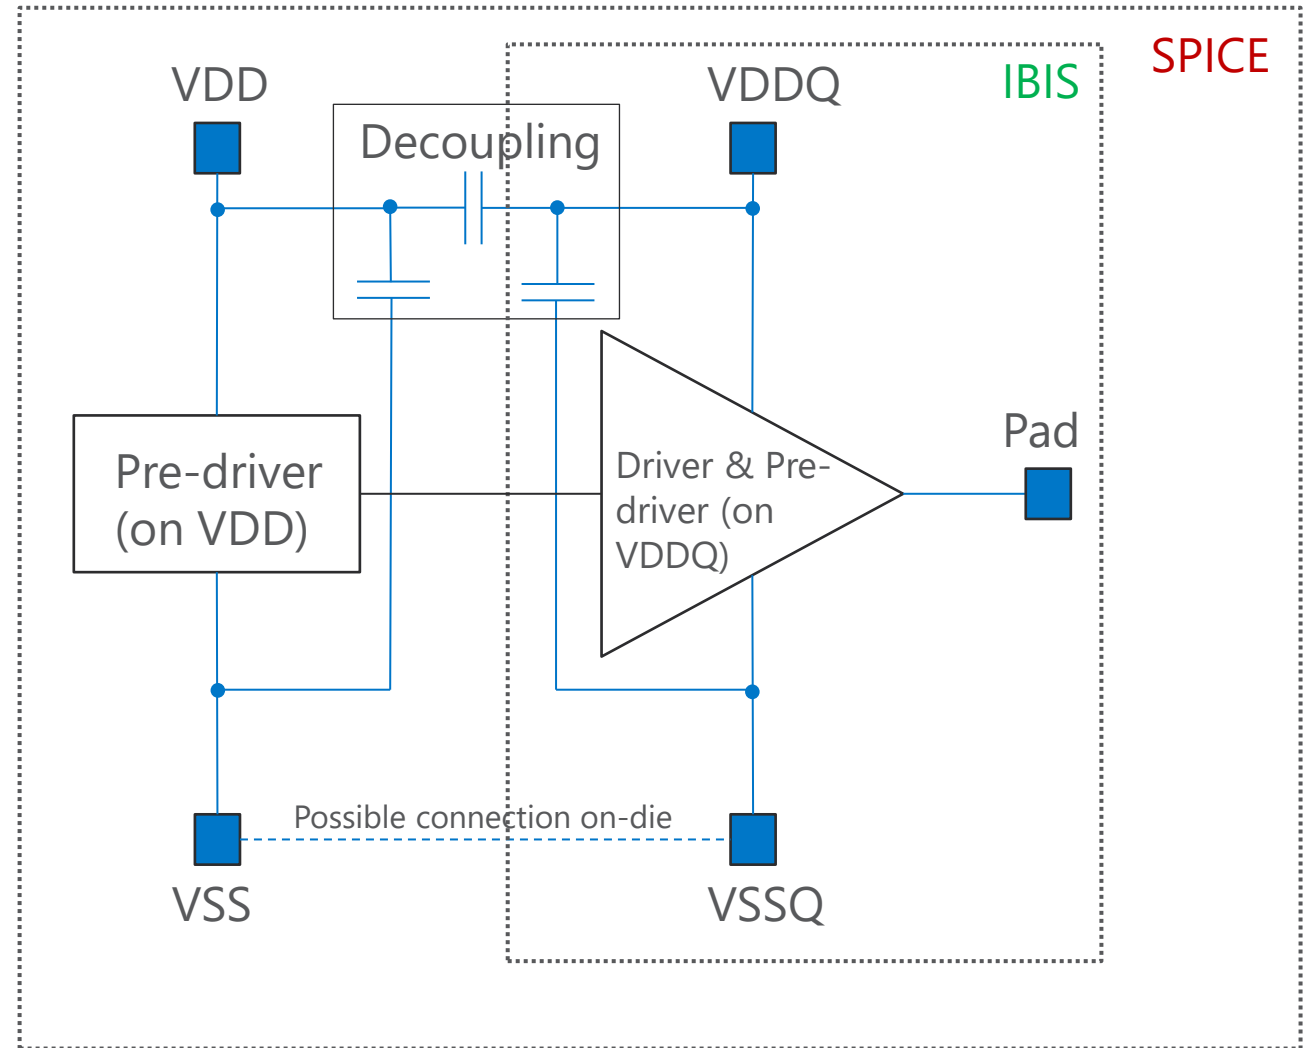 SPICE
IBIS
VDD
VDDQ
Decoupling
Pad
Pre-driver
(on VDD)
Driver & Pre-
driver (on
VDDQ)
Possible connection on-die
VSS
VSSQ